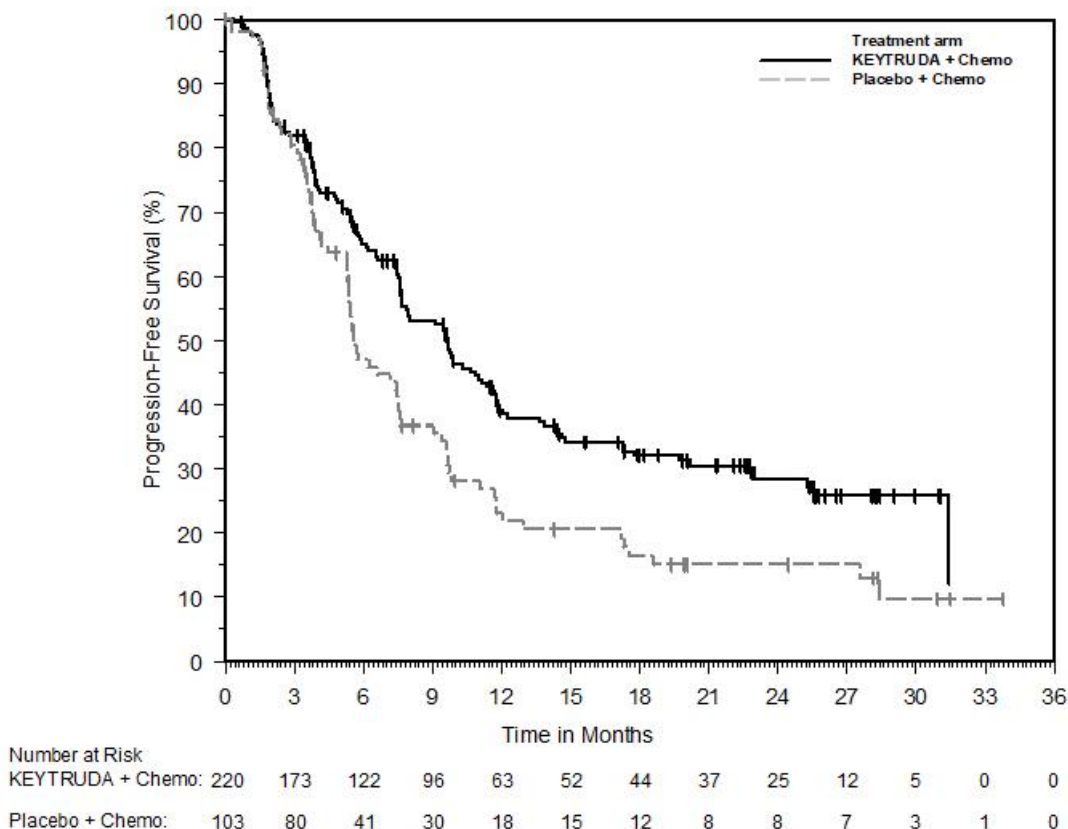 Treatment arm
KEYTRUDA + Chemo
Placebo + Chemo
Progression-Free Survival (%)
100
90
80
70
60
50
40
30
20
10
0
0 3 6 9 12 15 18 21 24 27 30 33 36
Time in Months
Number at Risk
KEYTRUDA + Chemo: 220 173 122 96 63 52 44 37 25 12 5 0 0
Placebo + Chemo: 103 80 41 30 18 15 12 8 8 7 3 1 0